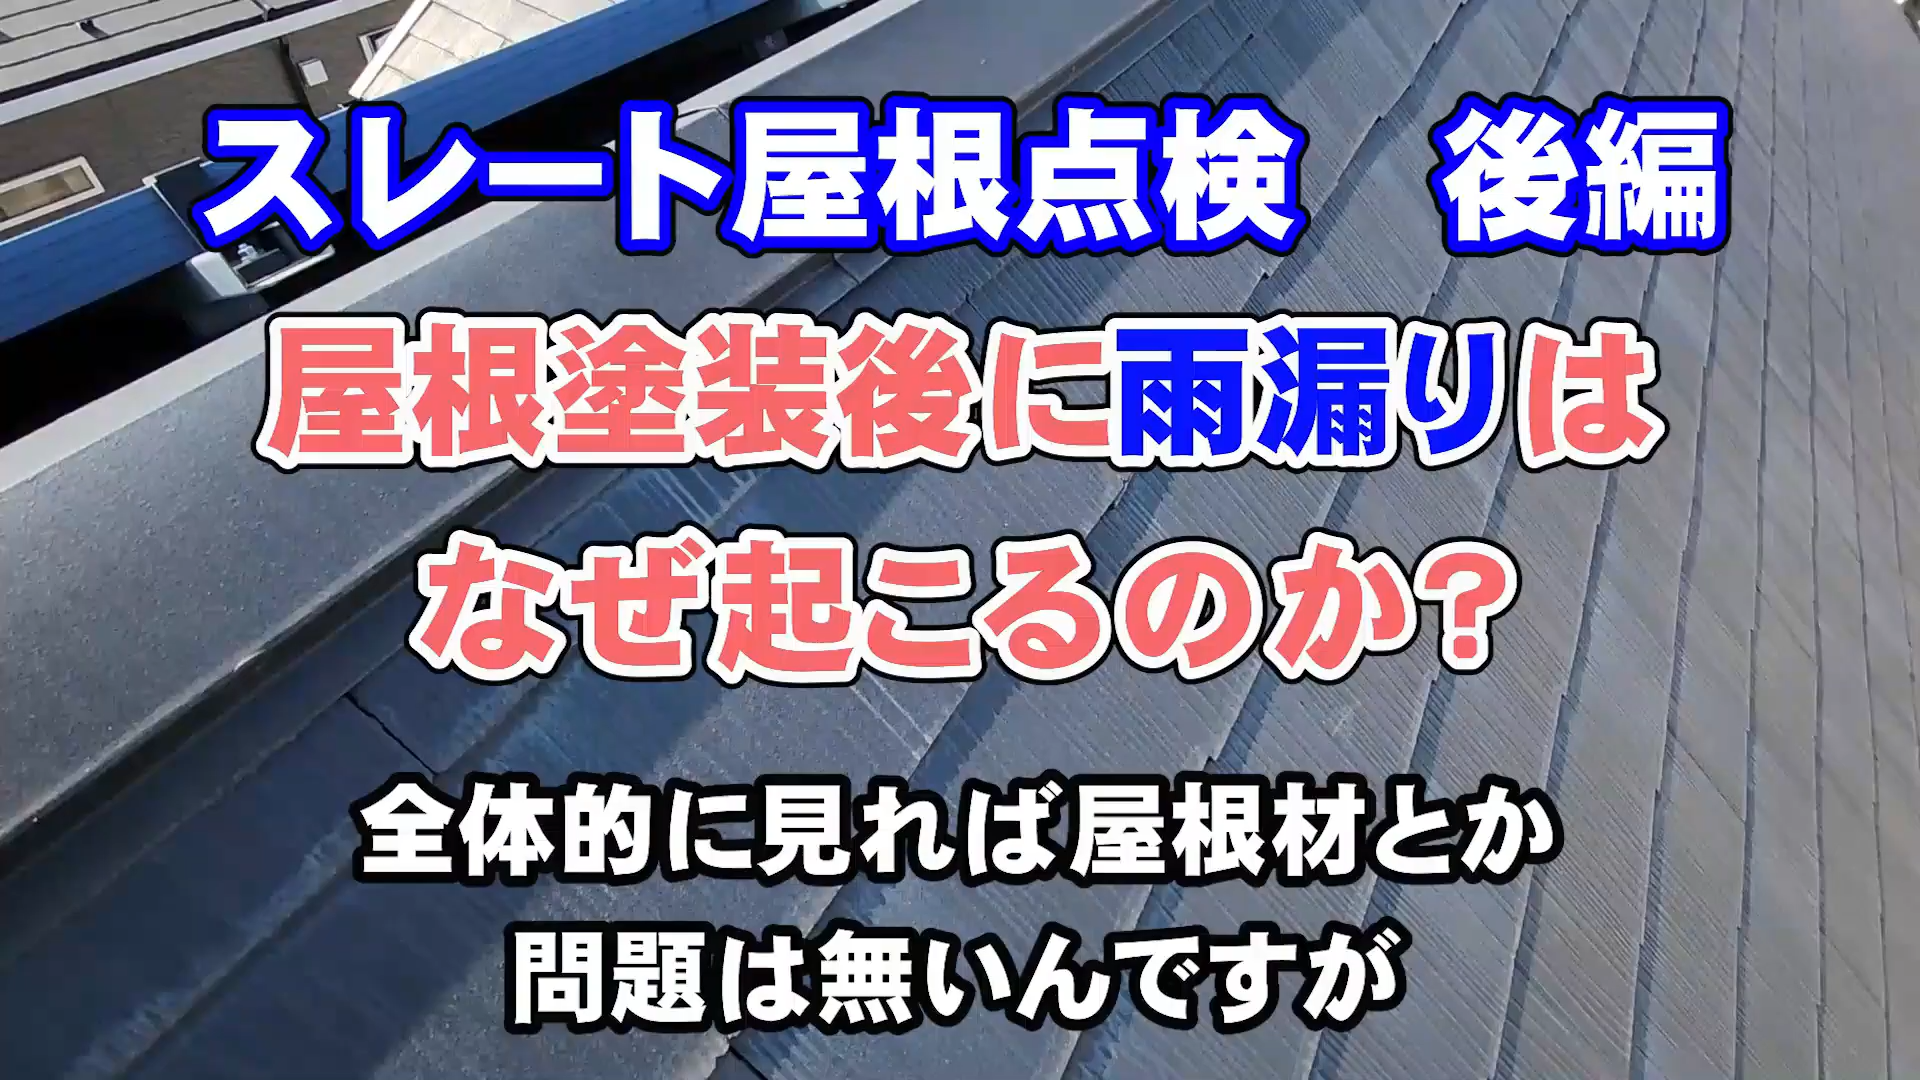 スレート屋根点検　後編
屋根塗装後に雨漏りは
なぜ起こるのか？
全体的に見れば屋根材とか
問題は無いんですが